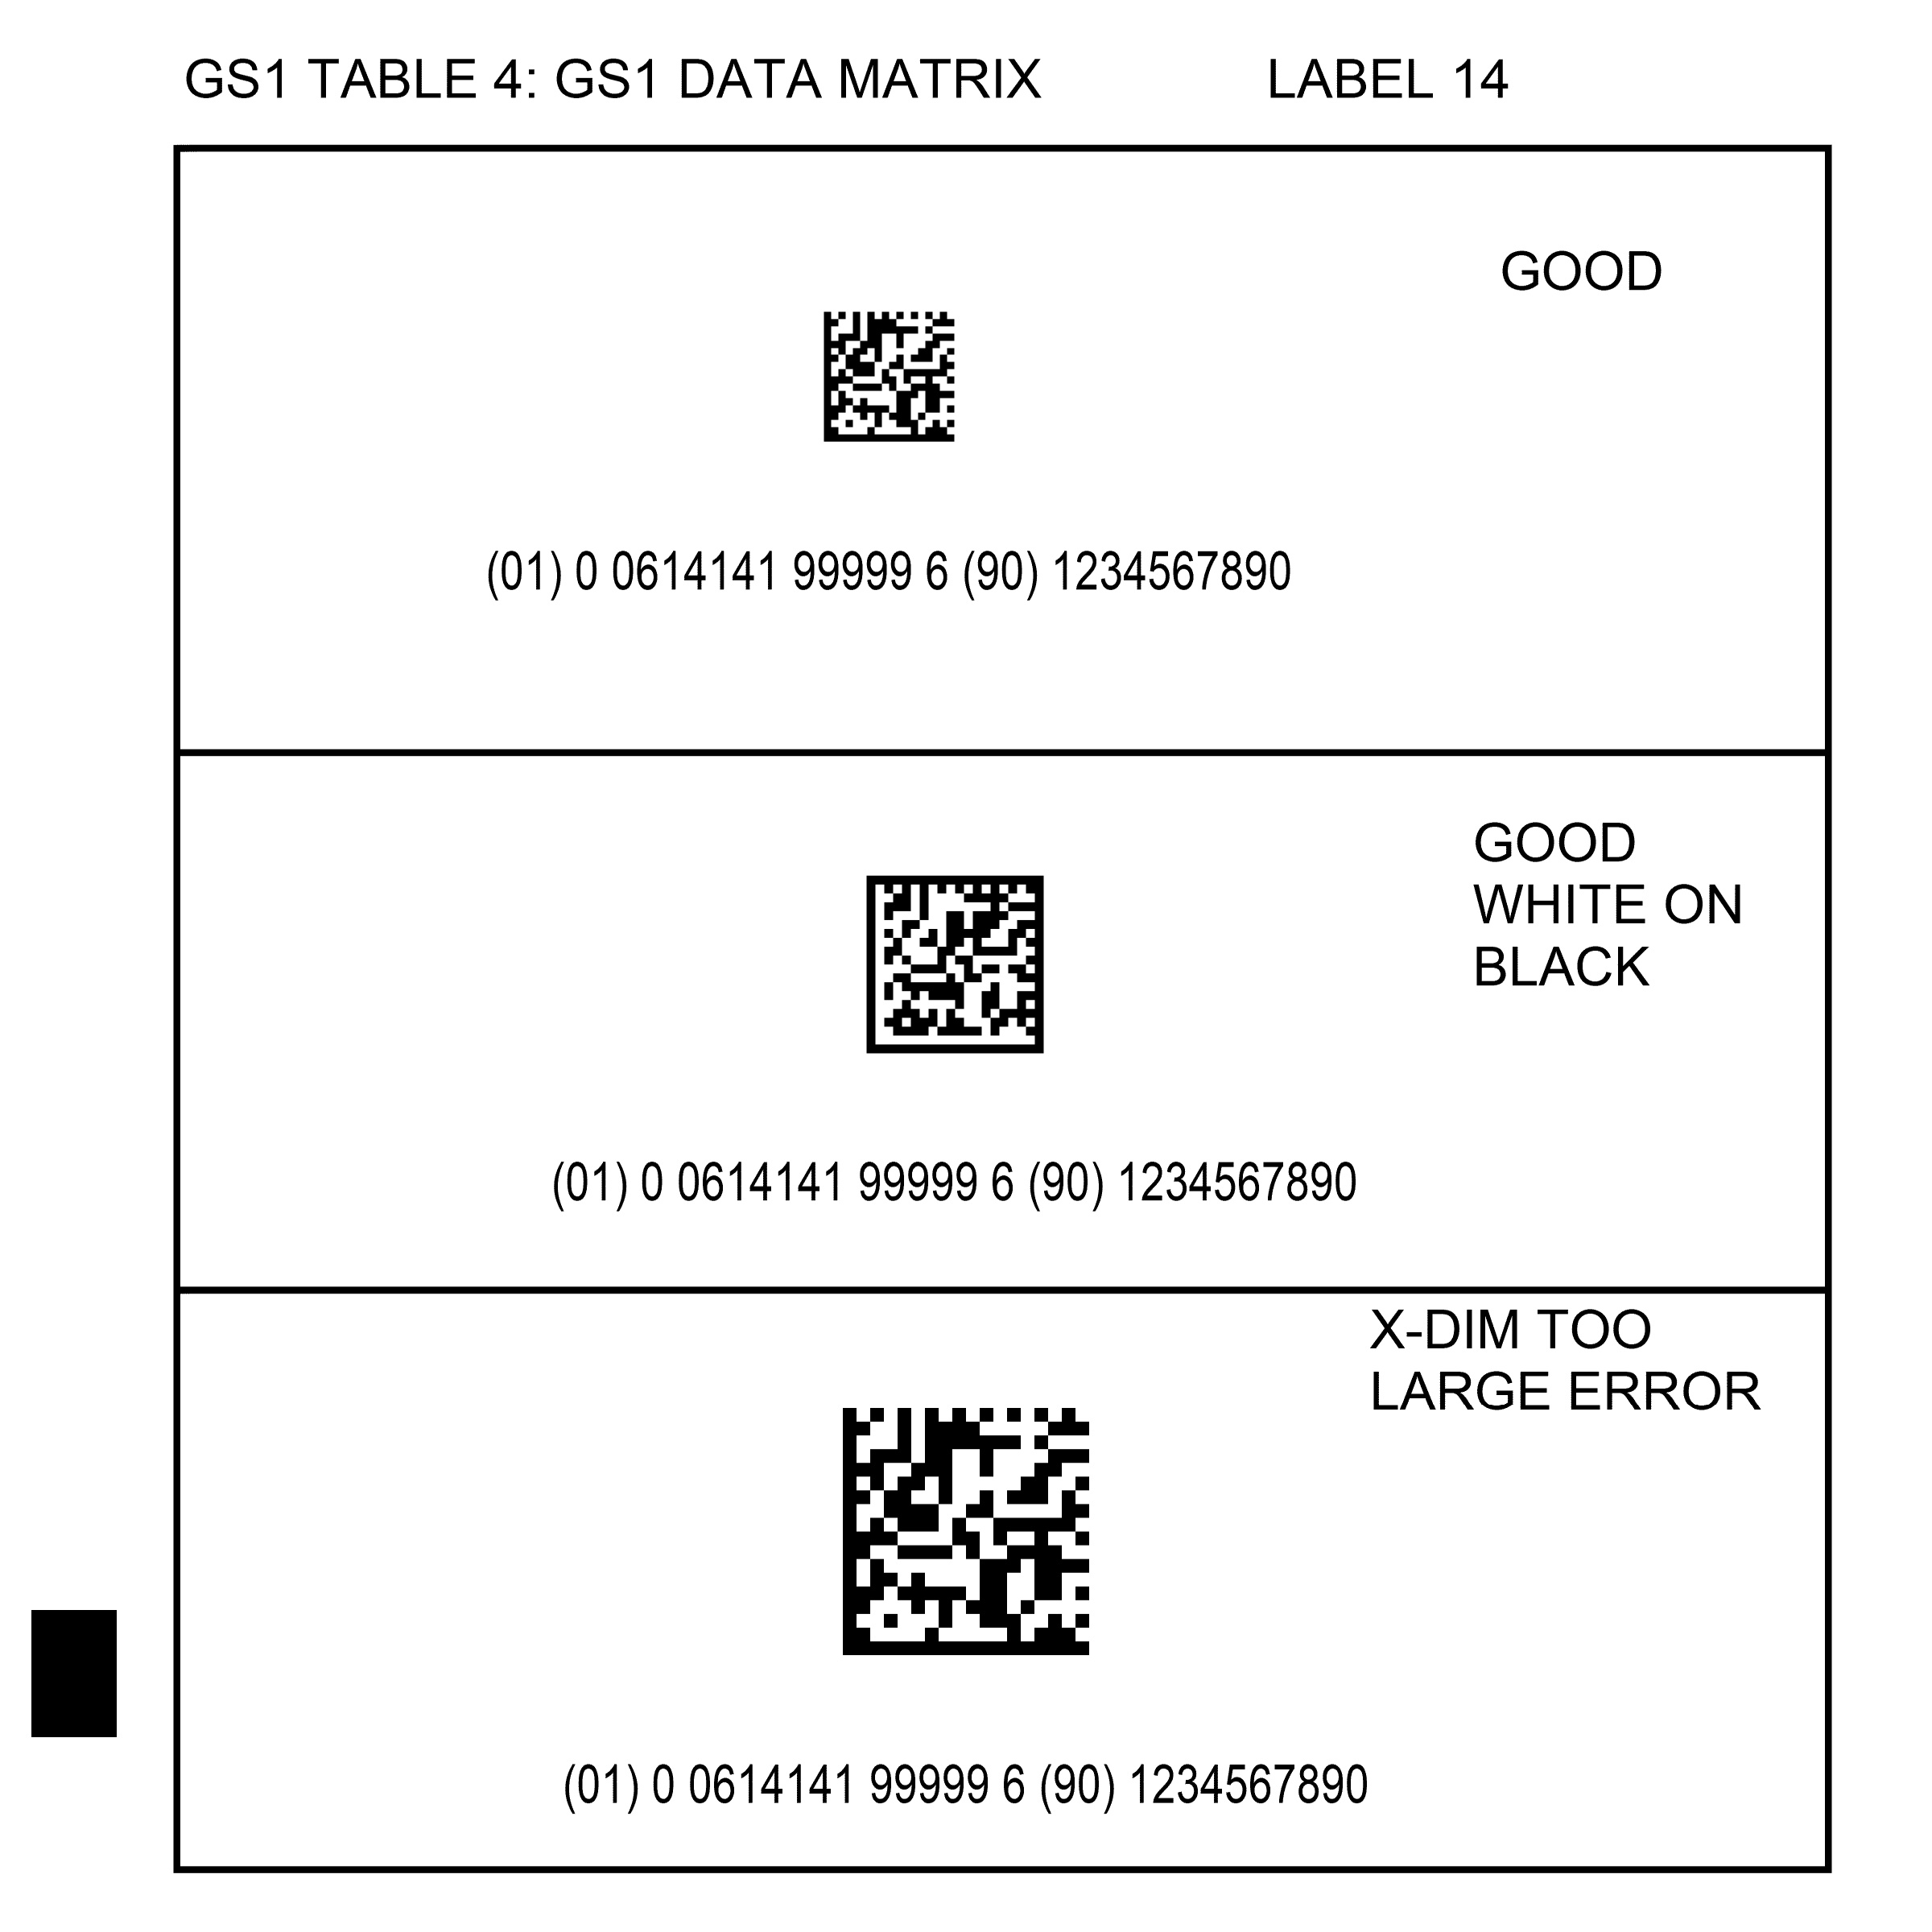 GS1 TABLE 4: GS1 DATA MATRIX LABEL 14
GOOD
(01) 0 0614141 99999 6 (90) 1234567890
GOOD
WHITE ON
BLACK
(01) 0 0614141 99999 6 (90) 1234567890
X-DIM TOO
LARGE ERROR
(01) 0 0614141 99999 6 (90) 1234567890